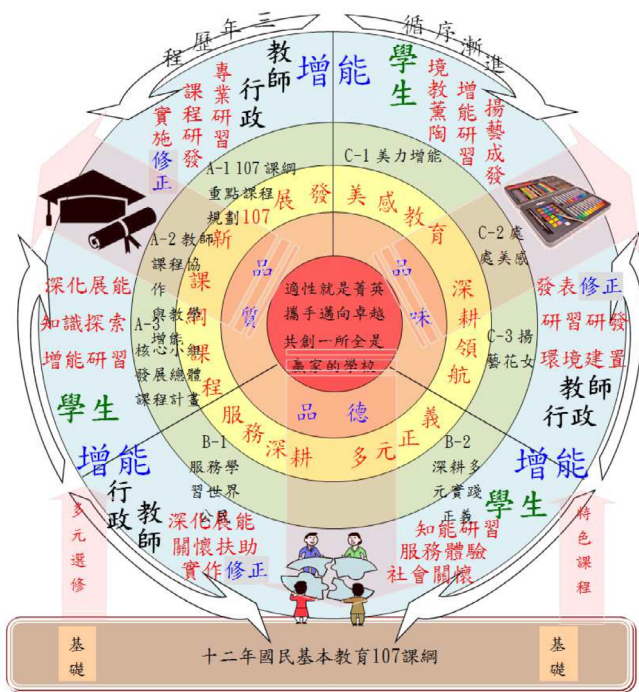 三年歷程
循序漸進
增能
教師
行政
專業研習
課程研發
實施修正
增能
學生
境教薰陶
增能研習
揚藝成發
A-1 107課綱
重點課程
規劃107
C-1 美力增能
新課綱課程發展
美感教育
深耕領航
A-2 教師
課程協
作
與教學
增能
A-3
核心小組
發展總體
課程計畫
C-2 處
處美感
C-3 揚
藝花女
品質
品味
品德
適性就是菁英
攜手邁向卓越
共創一所全是
贏家的學校
深化展能
知識探索
增能研習
學生
增能
行政
教師
深化展能
關懷扶助
實作修正
發表修正
研習研發
環境建置
教師
行政
增能
學生
知能研習
服務體驗
社會關懷
服務深耕
多元正義
B-1
服務學
習世界
公民
B-2
深耕多
元實踐
正義
多元選修
特色課程
基礎
十二年國民基本教育107課綱
基礎